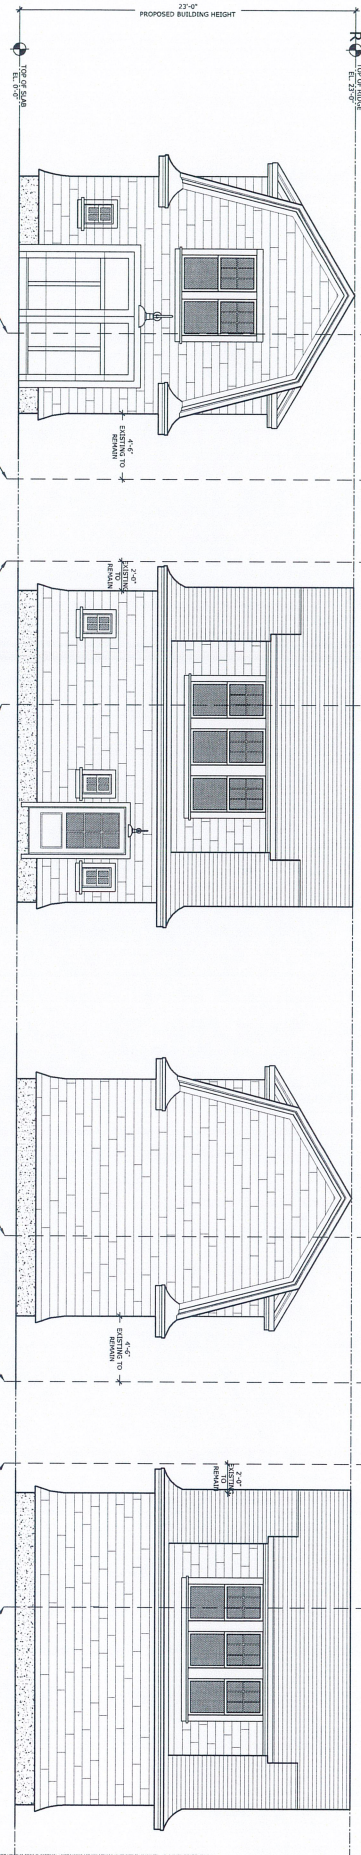 23'-0"
PROPOSED BUILDING HEIGHT
TOP OF RIDGE
EL. 23'-0"
TOP OF SLAB
EL. 0'-0"
4'-6"
EXISTING TO
REMAIN
2'-0"
EXISTING
TO
REMAIN
4'-6"
EXISTING TO
REMAIN
2'-0"
EXISTING
TO
REMAIN